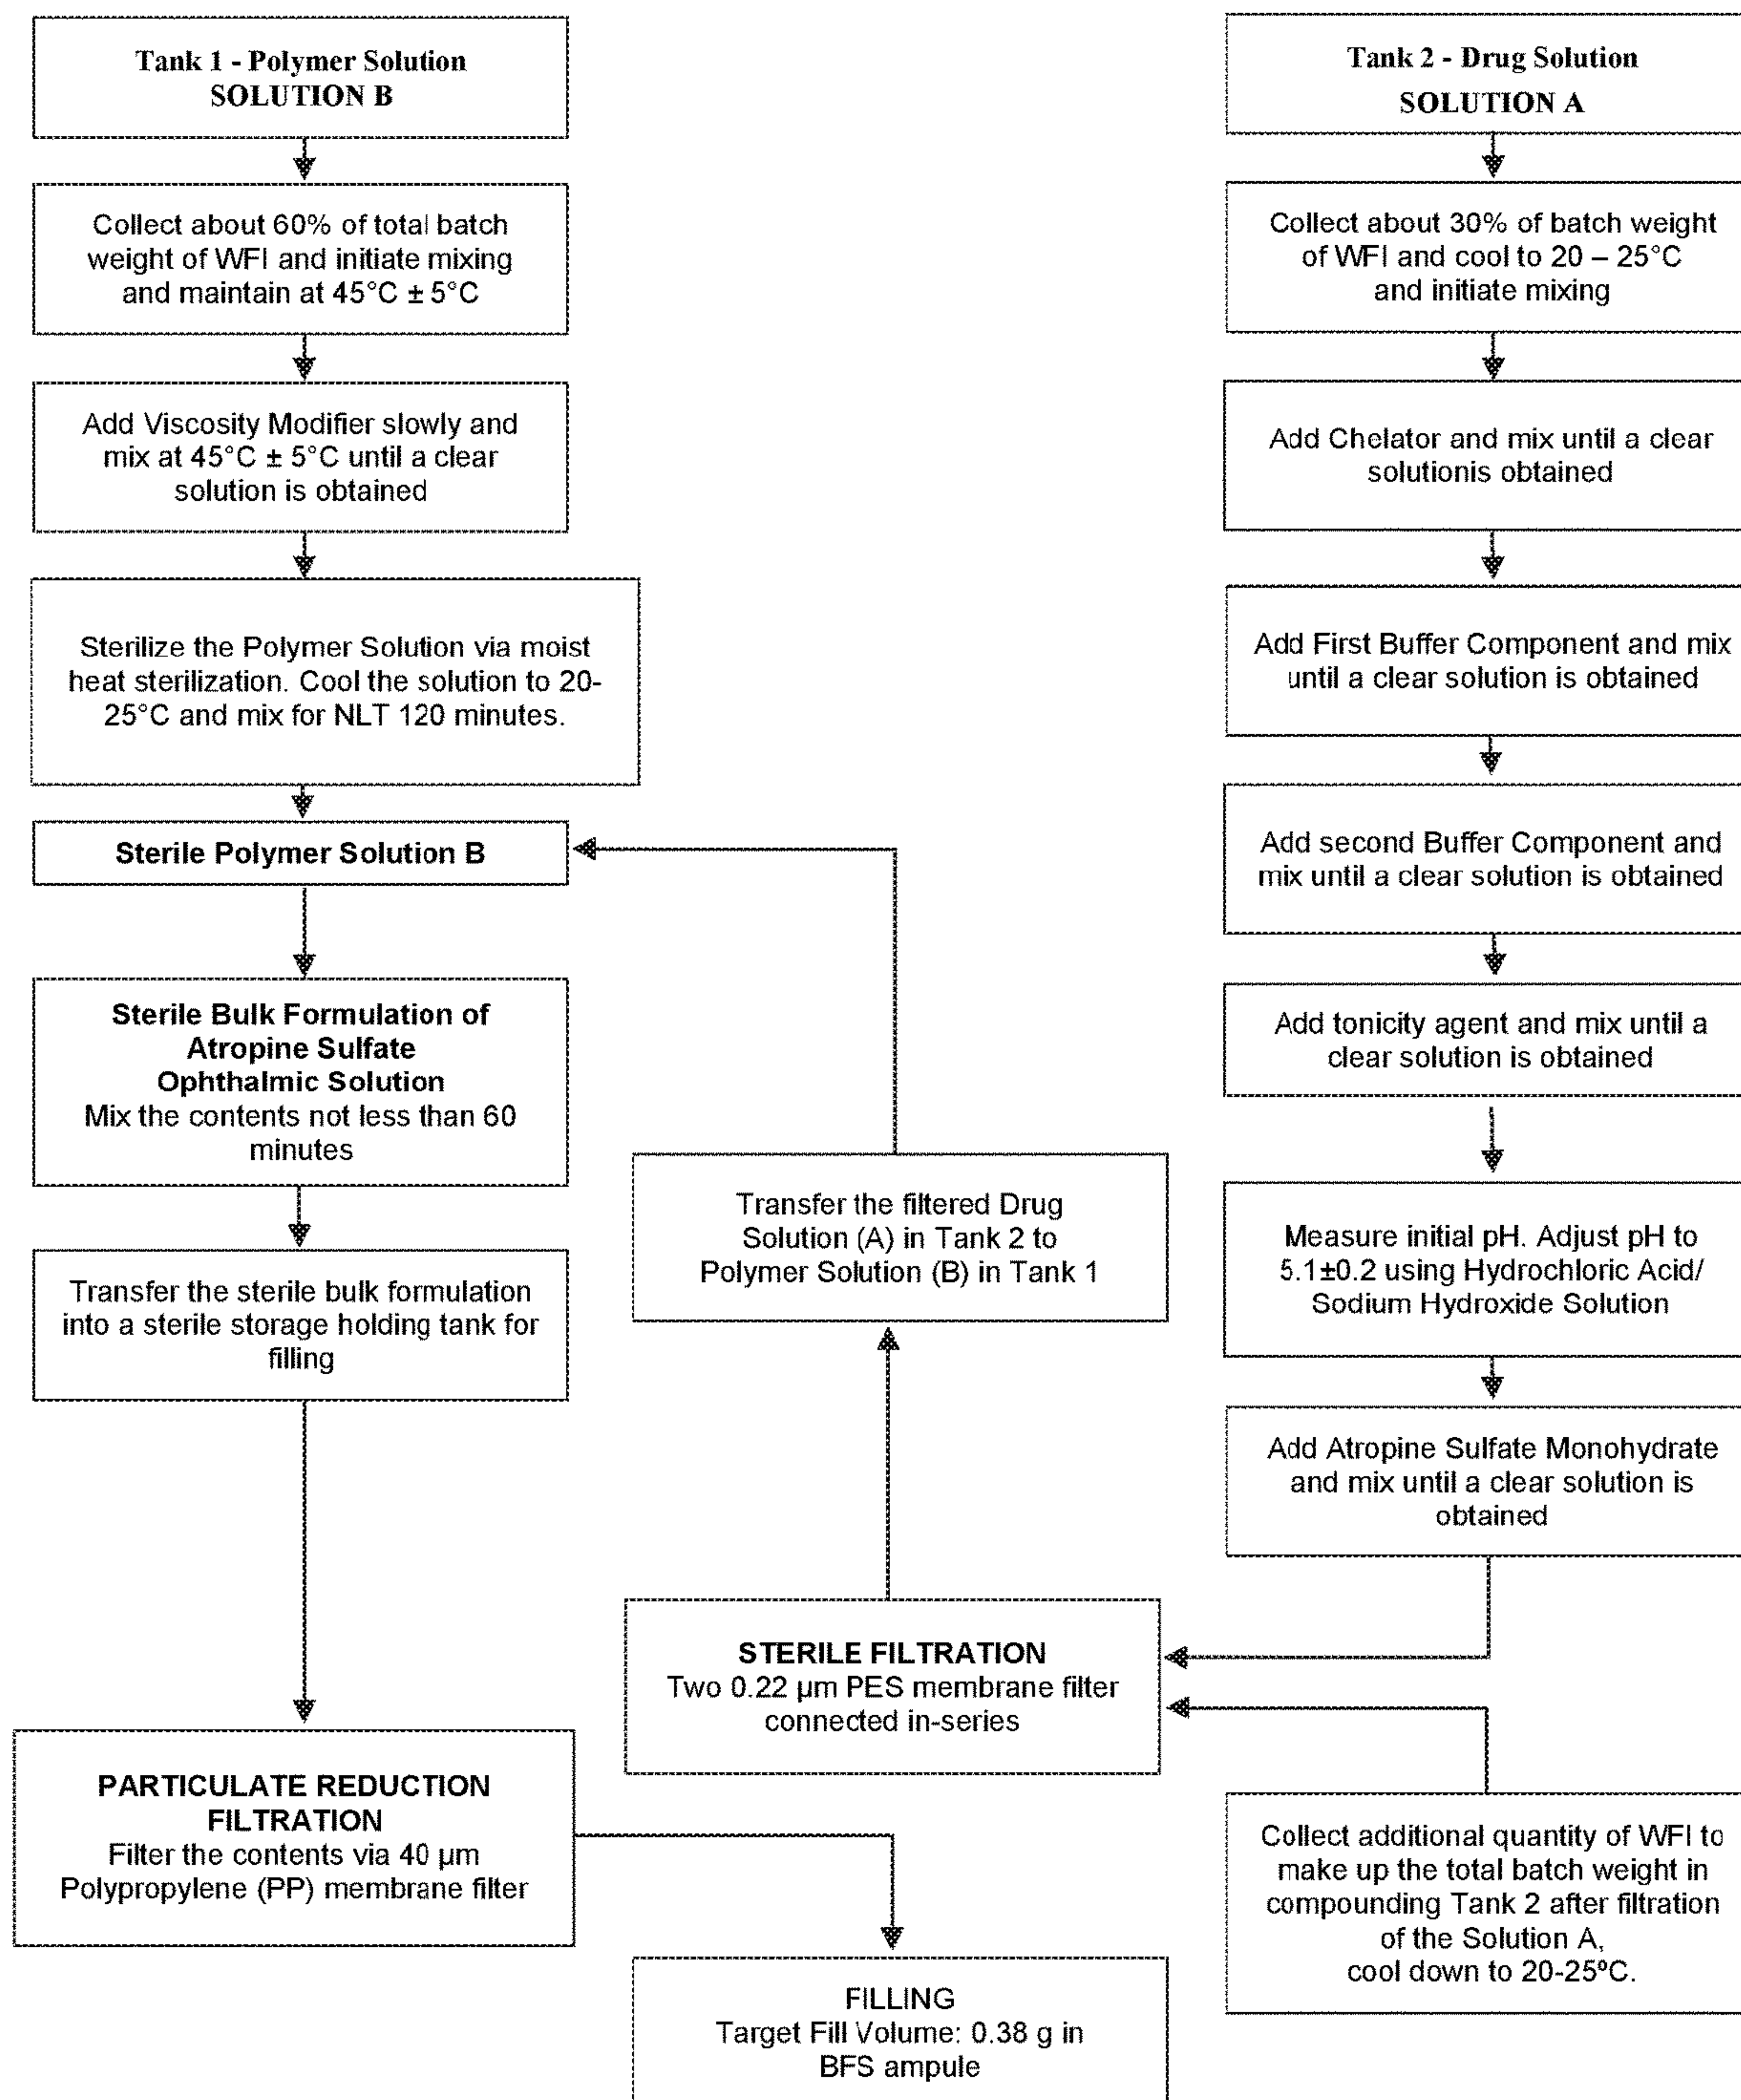 Tank 1 - Polymer Solution
SOLUTION B
Collect about 60% of total batch
weight of WFI and initiate mixing
and maintain at 45°C ± 5°C
Add Viscosity Modifier slowly and
mix at 45°C ± 5°C until a clear
solution is obtained
Sterilize the Polymer Solution via moist
heat sterilization. Cool the solution to 20-
25°C and mix for NLT 120 minutes.
Sterile Polymer Solution B
Sterile Bulk Formulation of
Atropine Sulfate
Ophthalmic Solution
Mix the contents not less than 60
minutes
Transfer the sterile bulk formulation
into a sterile storage holding tank for
filling
PARTICULATE REDUCTION
FILTRATION
Filter the contents via 40 µm
Polypropylene (PP) membrane filter
Tank 2 - Drug Solution
SOLUTION A
Collect about 30% of batch weight
of WFI and cool to 20 – 25°C
and initiate mixing
Add Chelator and mix until a clear
solutionis obtained
Add First Buffer Component and mix
until a clear solution is obtained
Add second Buffer Component and
mix until a clear solution is obtained
Add tonicity agent and mix until a
clear solution is obtained
Measure initial pH. Adjust pH to
5.1±0.2 using Hydrochloric Acid/
Sodium Hydroxide Solution
Add Atropine Sulfate Monohydrate
and mix until a clear solution is
obtained
Collect additional quantity of WFI to
make up the total batch weight in
compounding Tank 2 after filtration
of the Solution A,
cool down to 20-25ºC.
STERILE FILTRATION
Two 0.22 µm PES membrane filter
connected in-series
Transfer the filtered Drug
Solution (A) in Tank 2 to
Polymer Solution (B) in Tank 1
FILLING
Target Fill Volume: 0.38 g in
BFS ampule